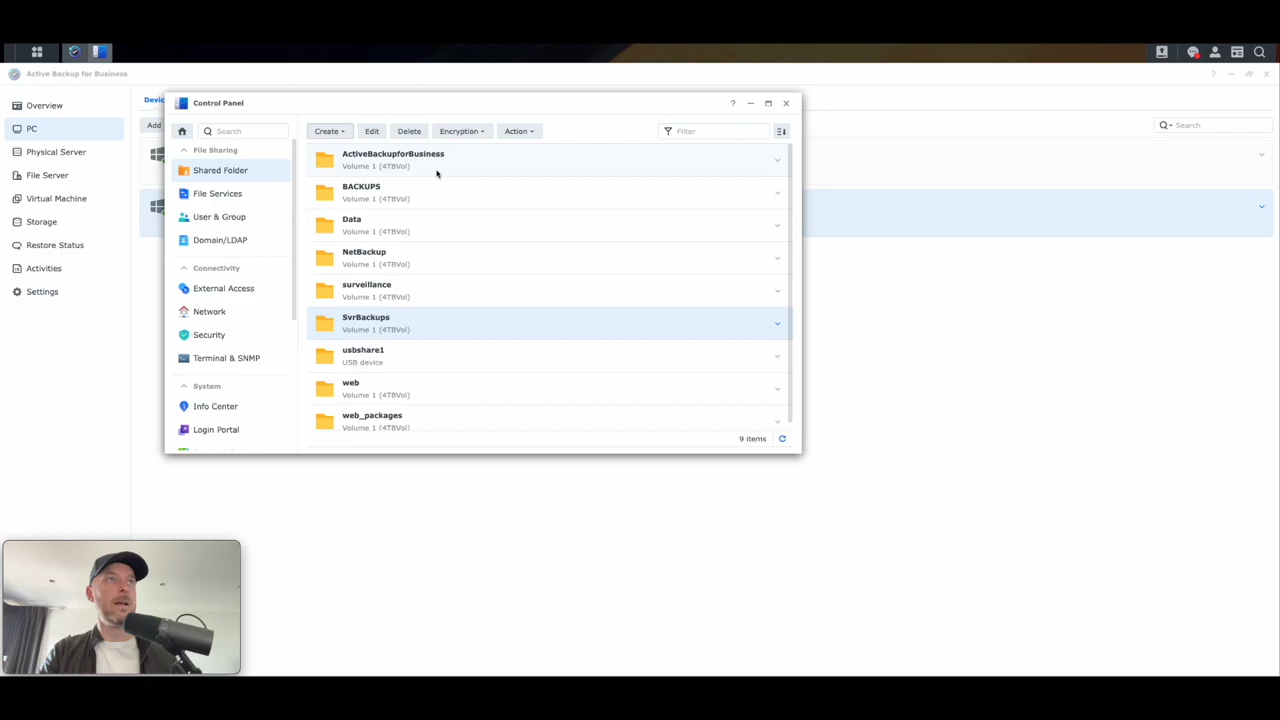 Active Backup for Business
Overview
PC
Physical Server
File Server
Virtual Machine
Storage
Restore Status
Activities
Settings
Devic
Add
Search
Control Panel
Search
File Sharing
Shared Folder
File Services
User & Group
Domain/LDAP
Connectivity
External Access
Network
Security
Terminal & SNMP
System
Info Center
Login Portal
Create
Edit
Delete
Encryption
Action
Filter
ActiveBackupforBusiness
Volume 1 (4TBVol)
BACKUPS
Volume 1 (4TBVol)
Data
Volume 1 (4TBVol)
NetBackup
Volume 1 (4TBVol)
surveillance
Volume 1 (4TBVol)
SvrBackups
Volume 1 (4TBVol)
usbshare1
USB device
web
Volume 1 (4TBVol)
web_packages
Volume 1 (4TBVol)
9 items